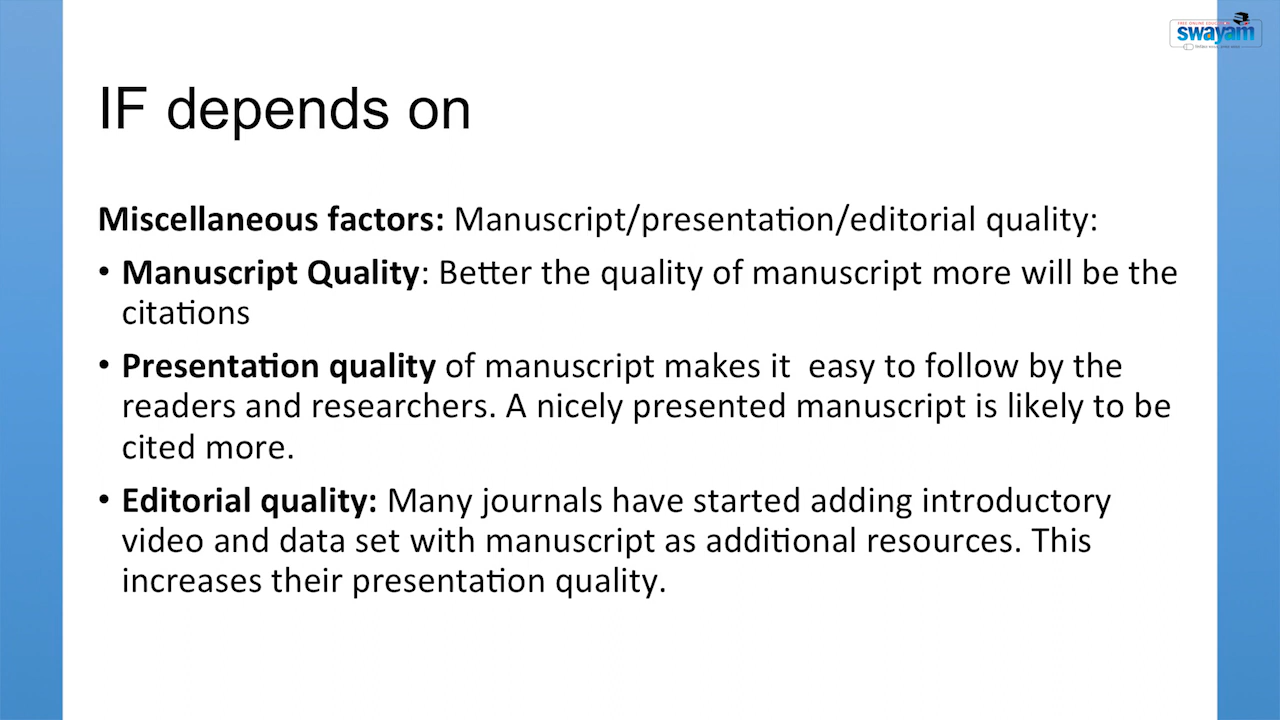 FREE ONLINE EDUCATION
swayam
IF depends on
Miscellaneous factors: Manuscript/presentation/editorial quality:
• Manuscript Quality: Better the quality of manuscript more will be the
citations
• Presentation quality of manuscript makes it  easy to follow by the
readers and researchers. A nicely presented manuscript is likely to be
cited more.
• Editorial quality: Many journals have started adding introductory
video and data set with manuscript as additional resources. This
increases their presentation quality.